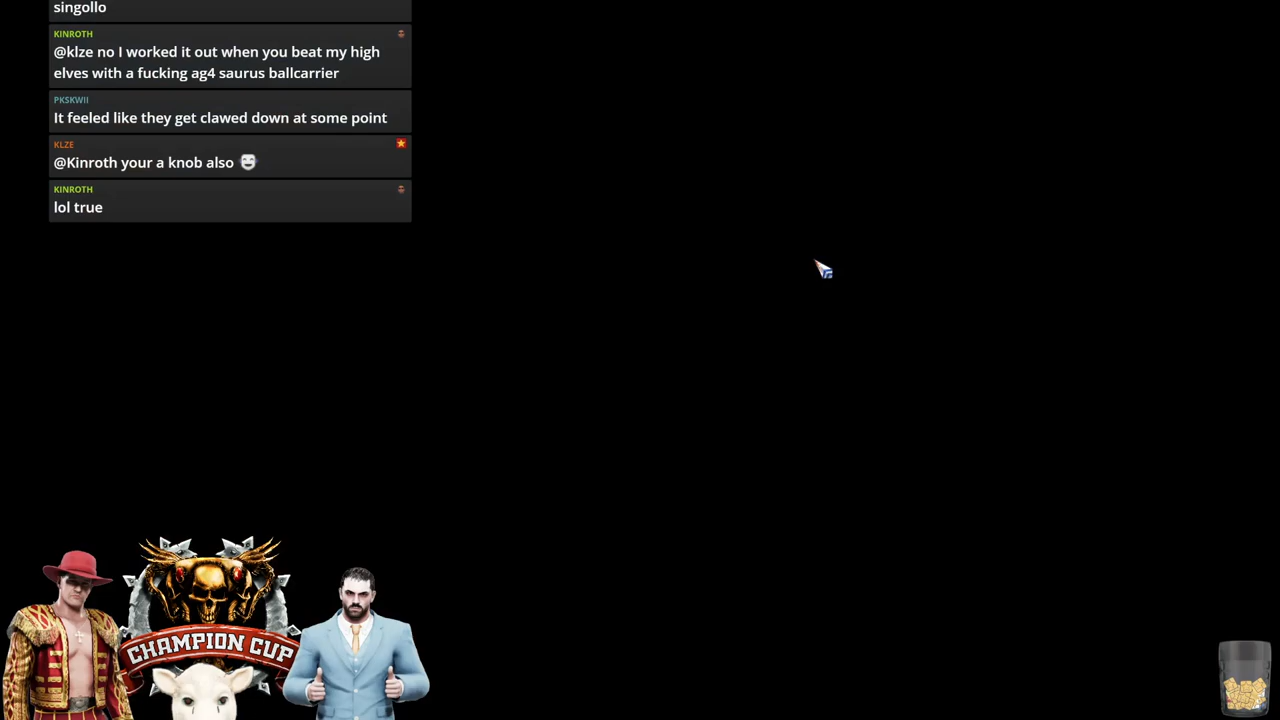 singollo
KINROTH
@klze no I worked it out when you beat my high
elves with a fucking ag4 saurus ballcarrier
PKSKWII
It feeled like they get clawed down at some point
KLZE
@Kinroth your a knob also
KINROTH
lol true
CHAMPION CUP